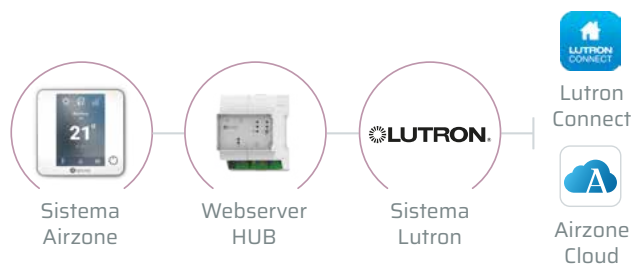 21°
LUTRON
LUTRON
CONNECT
Lutron
Connect
Sistema
Airzone
Webserver
HUB
Sistema
Lutron
A
Airzone
Cloud